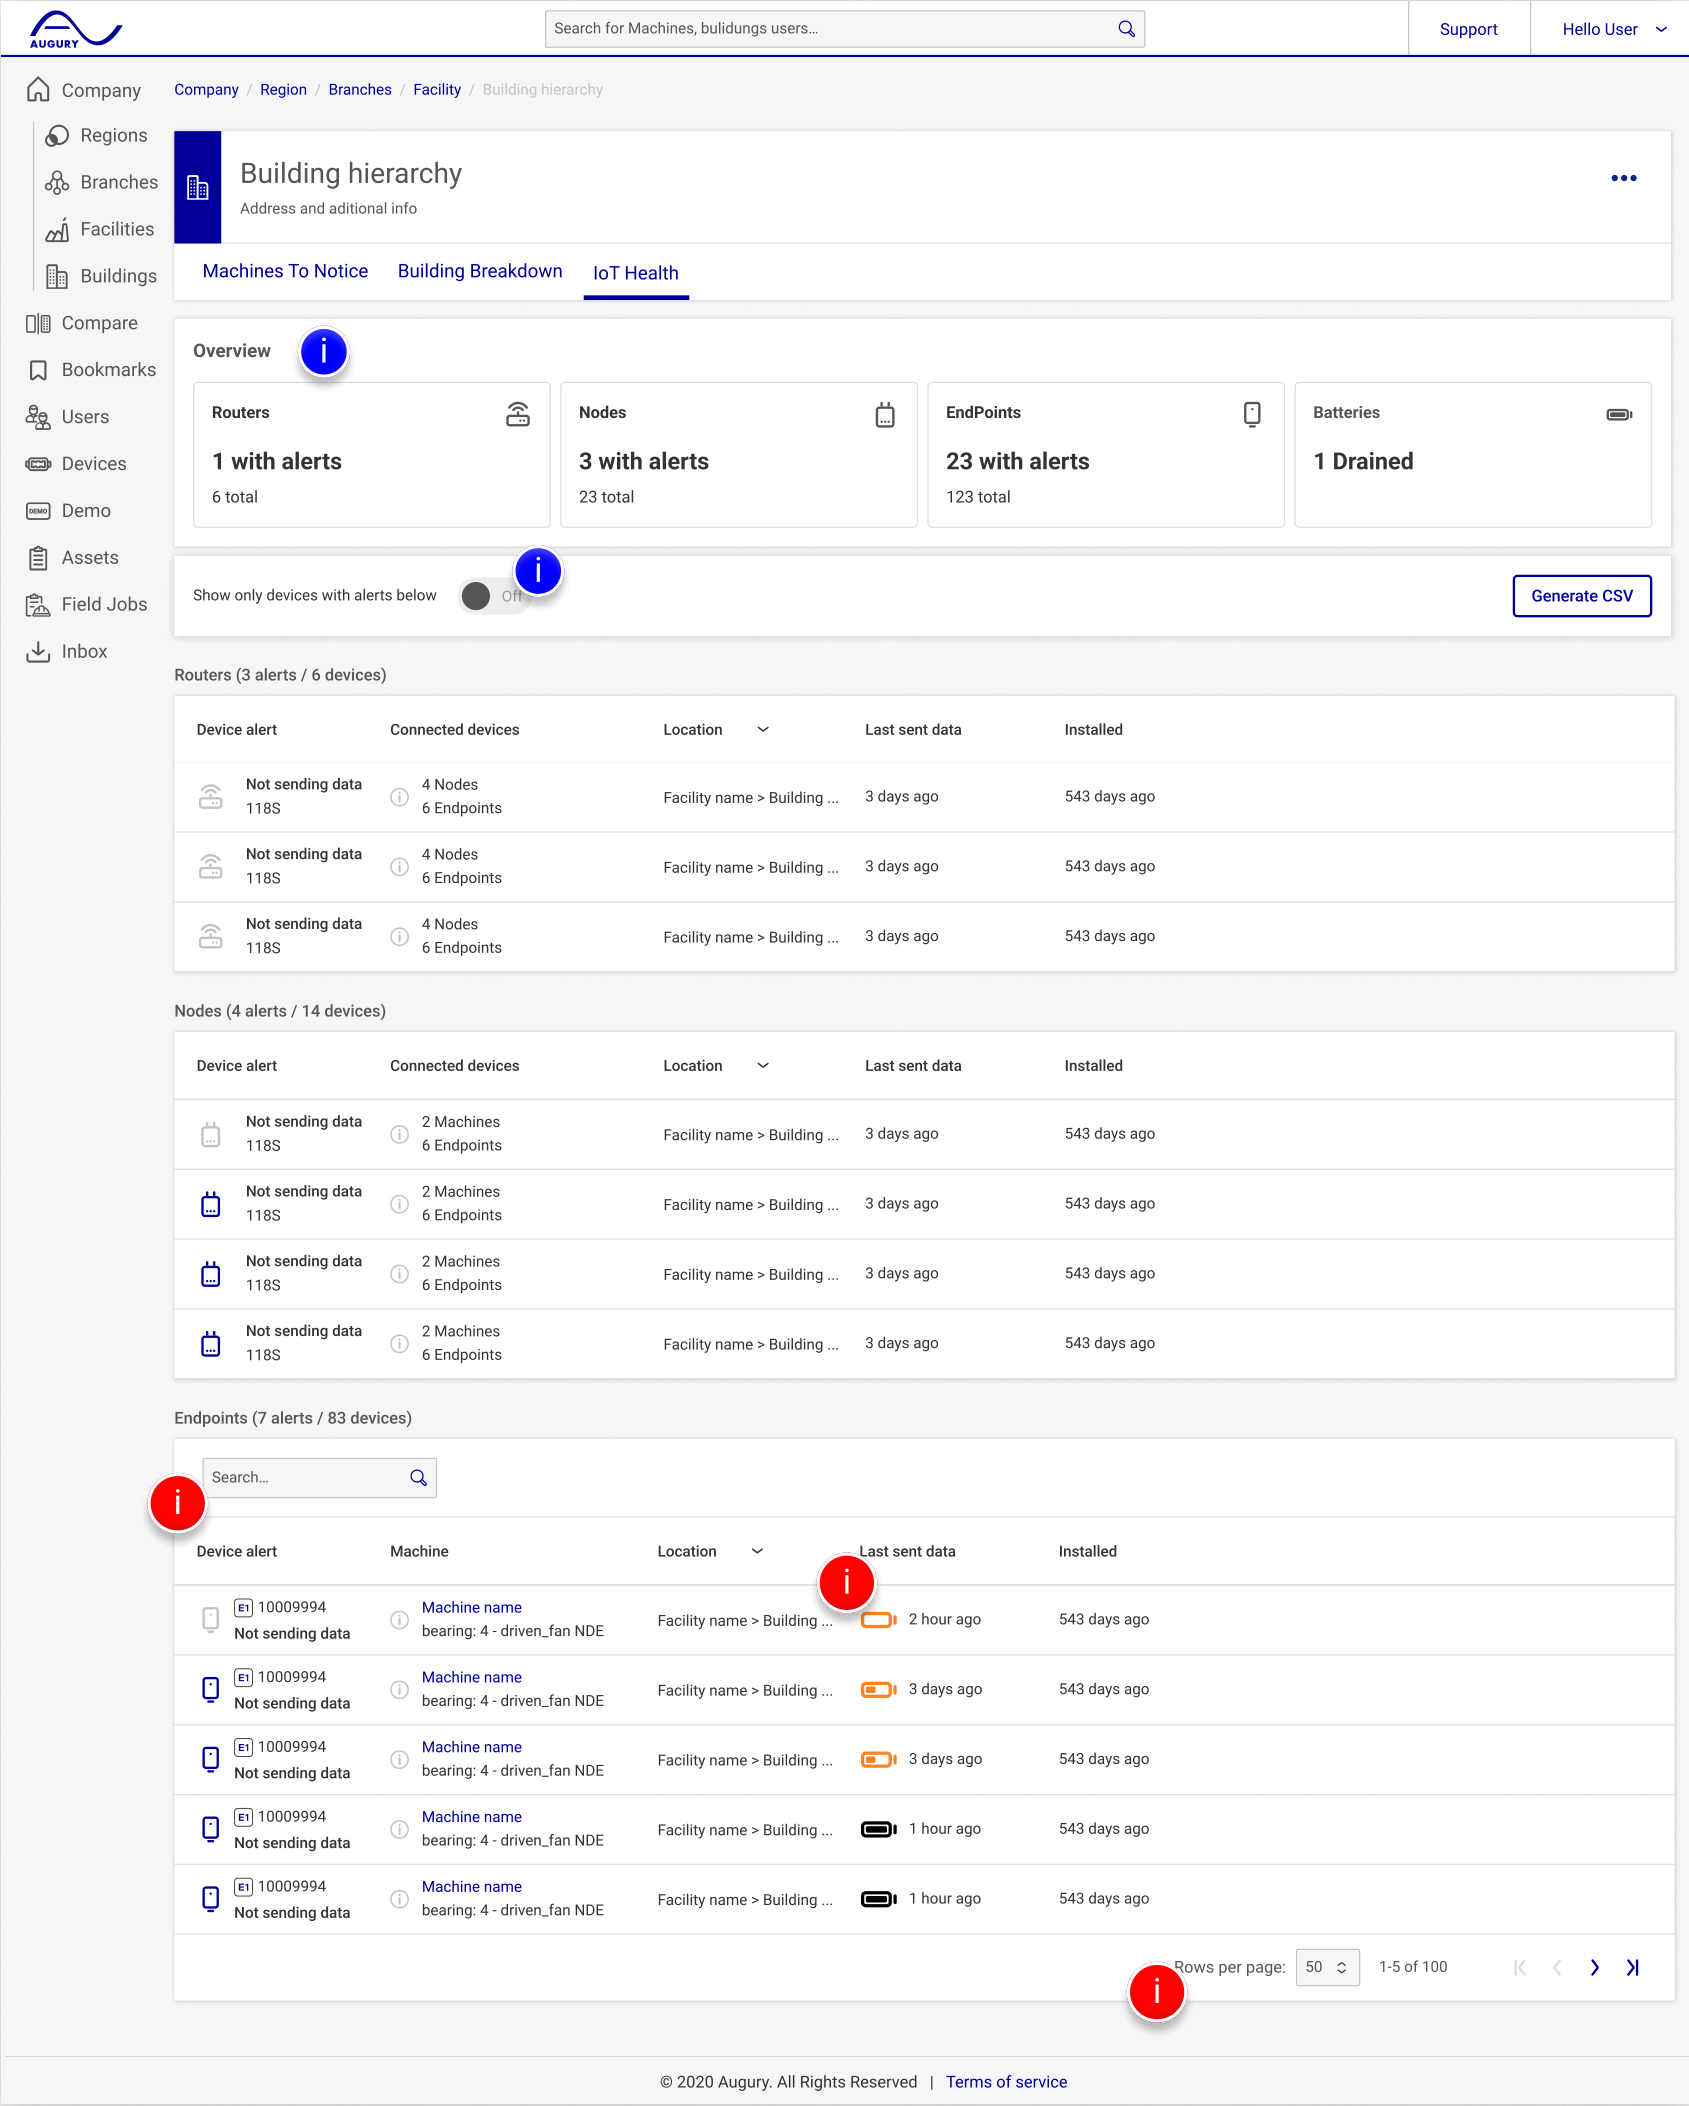 AUGURY
Search for Machines, bulidungs users...
Support
Hello User
Company / Region / Branches / Facility / Building hierarchy
Company
Regions
Branches
Facilities
Buildings
Compare
Bookmarks
Users
Devices
DEMO Demo
Assets
Field Jobs
Inbox
Building hierarchy
Address and aditional info
Machines To Notice
Building Breakdown
IoT Health
Overview
i
Routers
1 with alerts
6 total
Nodes
3 with alerts
23 total
EndPoints
23 with alerts
123 total
Batteries
1 Drained
Show only devices with alerts below
Off
i
Generate CSV
Routers (3 alerts / 6 devices)
Device alert Connected devices Location Last sent data Installed
Not sending data
118S
4 Nodes
6 Endpoints
Facility name > Building ...
3 days ago
543 days ago
Not sending data
118S
4 Nodes
6 Endpoints
Facility name > Building ...
3 days ago
543 days ago
Not sending data
118S
4 Nodes
6 Endpoints
Facility name > Building ...
3 days ago
543 days ago
Nodes (4 alerts / 14 devices)
Device alert Connected devices Location Last sent data Installed
Not sending data
118S
2 Machines
6 Endpoints
Facility name > Building ...
3 days ago
543 days ago
Not sending data
118S
2 Machines
6 Endpoints
Facility name > Building ...
3 days ago
543 days ago
Not sending data
118S
2 Machines
6 Endpoints
Facility name > Building ...
3 days ago
543 days ago
Not sending data
118S
2 Machines
6 Endpoints
Facility name > Building ...
3 days ago
543 days ago
Endpoints (7 alerts / 83 devices)
Search...
i
Device alert Machine Location Last sent data Installed
i
E1 10009994
Not sending data
Machine name
bearing: 4 - driven_fan NDE
Facility name > Building ...
2 hour ago
543 days ago
E1 10009994
Not sending data
Machine name
bearing: 4 - driven_fan NDE
Facility name > Building ...
3 days ago
543 days ago
E1 10009994
Not sending data
Machine name
bearing: 4 - driven_fan NDE
Facility name > Building ...
3 days ago
543 days ago
E1 10009994
Not sending data
Machine name
bearing: 4 - driven_fan NDE
Facility name > Building ...
1 hour ago
543 days ago
E1 10009994
Not sending data
Machine name
bearing: 4 - driven_fan NDE
Facility name > Building ...
1 hour ago
543 days ago
i
Rows per page: 50 1-5 of 100
© 2020 Augury. All Rights Reserved | Terms of service